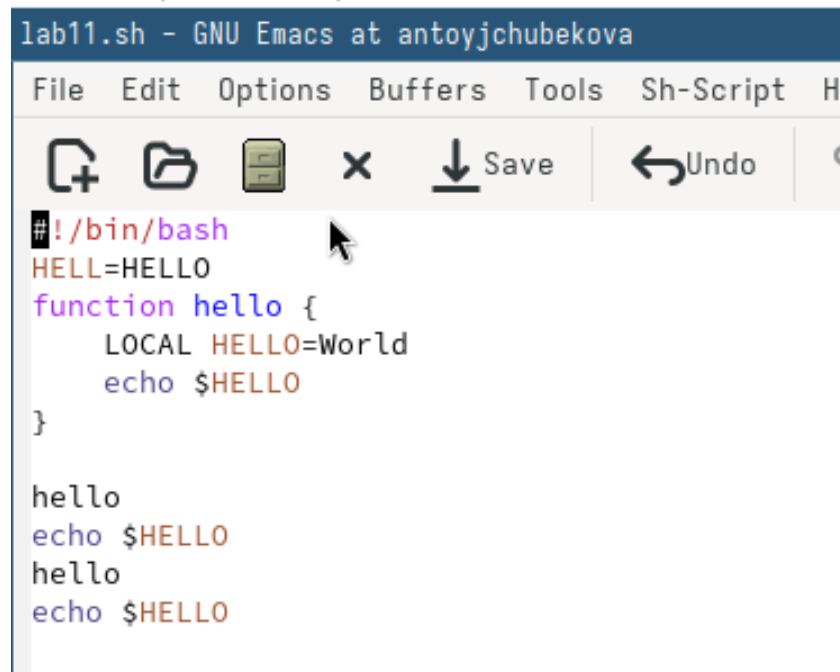 lab11.sh - GNU Emacs at antoyjchubekova
File Edit Options Buffers Tools Sh-Script
Save Undo
#!/bin/bash
HELL=HELLO
function hello {
    LOCAL HELLO=World
    echo $HELLO
}
hello
echo $HELLO
hello
echo $HELLO